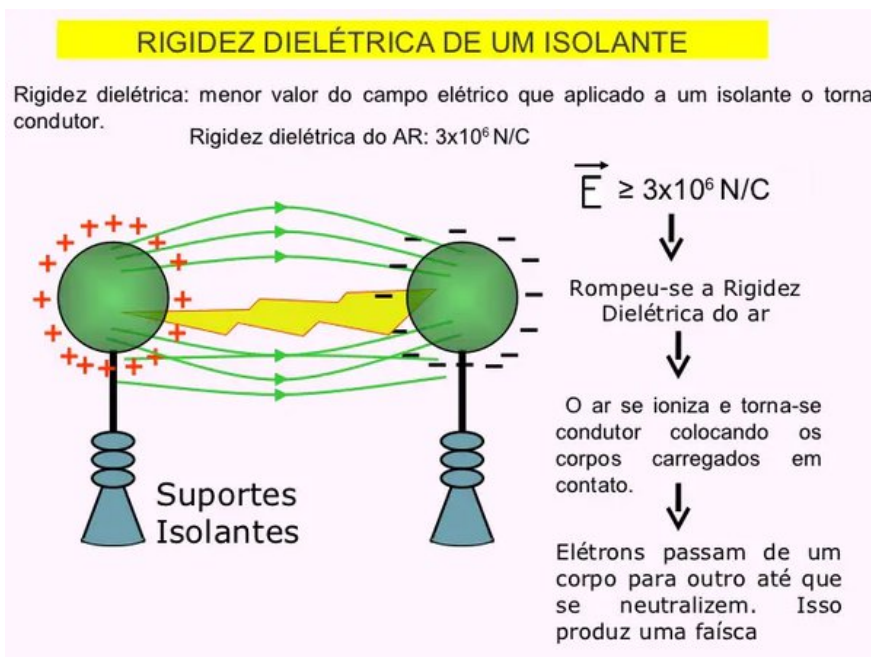 RIGIDEZ DIELÉTRICA DE UM ISOLANTE
Rigidez dielétrica: menor valor do campo elétrico que aplicado a um isolante o torna
condutor.
Rigidez dielétrica do AR: 3x10⁶ N/C
E ≥ 3x10⁶ N/C
Rompeu-se a Rigidez
Dielétrica do ar
O ar se ioniza e torna-se
condutor colocando os
corpos carregados em
contato.
Suportes
Isolantes
Elétrons passam de um
corpo para outro até que
se neutralizem. Isso
produz uma faísca